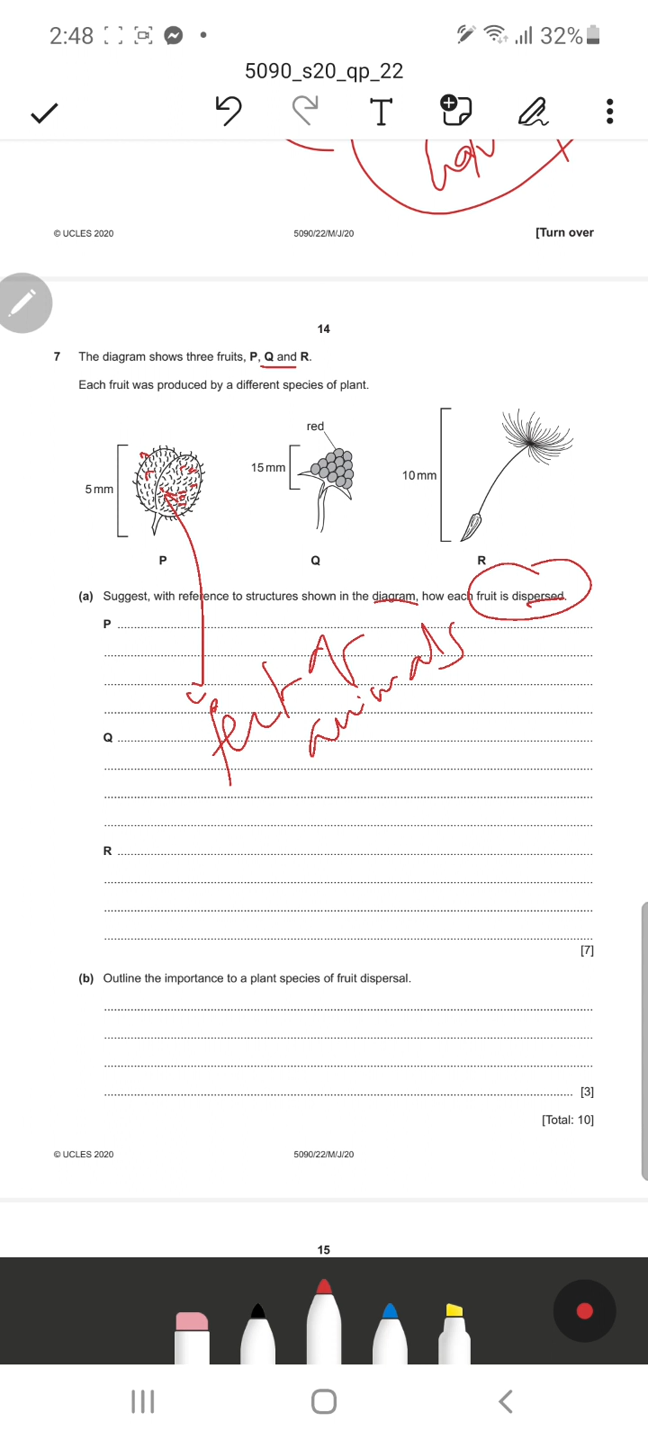 2:48
32%
5090_s20_qp_22
T
© UCLES 2020
5090/22/M/J/20
[Turn over
14
7 The diagram shows three fruits, P, Q and R.
Each fruit was produced by a different species of plant.
red
5 mm
15 mm
10 mm
P
Q
R
(a) Suggest, with reference to structures shown in the diagram, how each fruit is dispersed.
P
animals
Q
R
[7]
(b) Outline the importance to a plant species of fruit dispersal.
[3]
[Total: 10]
© UCLES 2020
5090/22/M/J/20
15